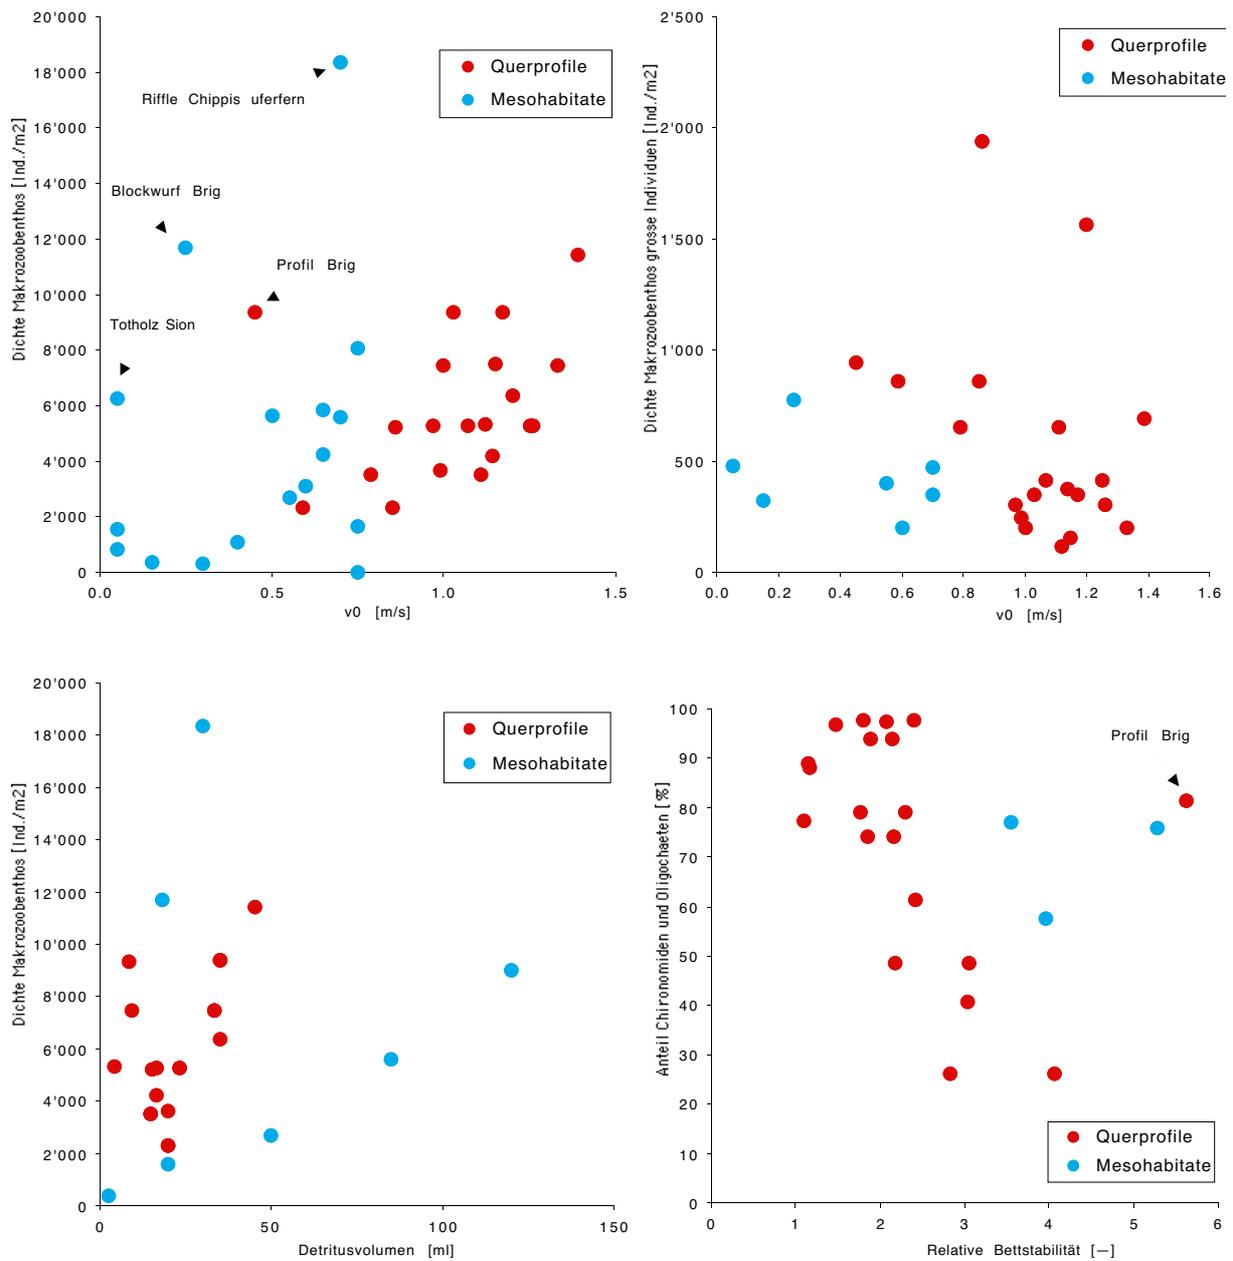 20'000
18'000
16'000
14'000
12'000
10'000
8'000
6'000
4'000
2'000
0
Dichte Makrozoobenthos [Ind./m2]
Querprofile
Mesohabitate
Riffle Chippis uferfern
Blockwurf Brig
Profil Brig
Totholz Sion
0.0 0.5 1.0 1.5
v0 [m/s]
2'500
2'000
1'500
1'000
500
0
Dichte Makrozoobenthos grosse Individuen [Ind./m2]
Querprofile
Mesohabitate
0.0 0.2 0.4 0.6 0.8 1.0 1.2 1.4 1.6
v0 [m/s]
20'000
18'000
16'000
14'000
12'000
10'000
8'000
6'000
4'000
2'000
0
Dichte Makrozoobenthos [Ind./m2]
Querprofile
Mesohabitate
0 50 100 150
Detritusvolumen [ml]
100
90
80
70
60
50
40
30
20
10
0
Anteil Chironomiden und Oligochaeten [%]
Profil Brig
Querprofile
Mesohabitate
0 1 2 3 4 5 6
Relative Bettstabilität [—]